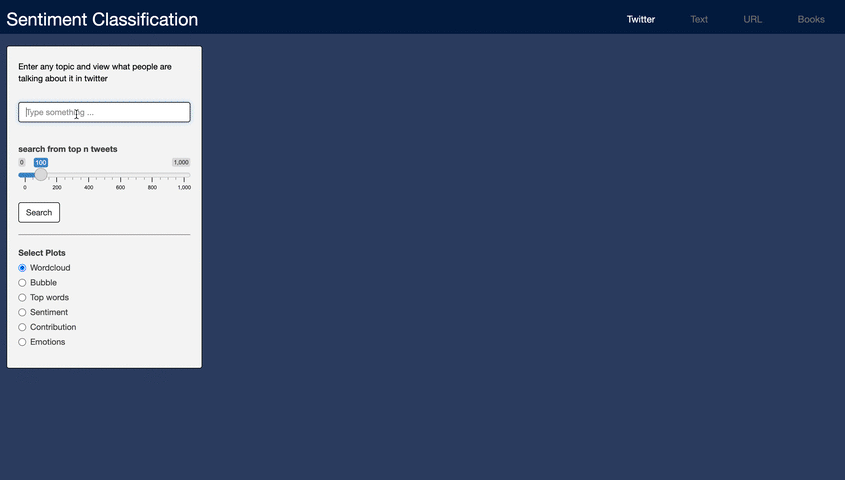 Sentiment Classification
Twitter Text URL Books
Enter any topic and view what people are
talking about it in twitter
Type something ...
search from top n tweets
0 100 1,000
0 200 400 600 800 1,000
Search
Select Plots
Wordcloud
Bubble
Top words
Sentiment
Contribution
Emotions